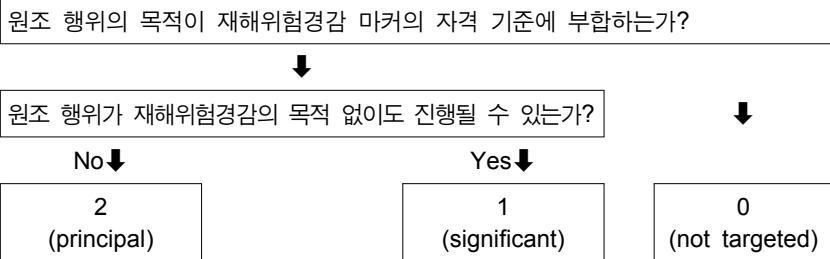 원조 행위의 목적이 재해위험경감 마커의 자격 기준에 부합하는가?
원조 행위가 재해위험경감의 목적 없이도 진행될 수 있는가?
No Yes
2 1 0
(principal) (significant) (not targeted)